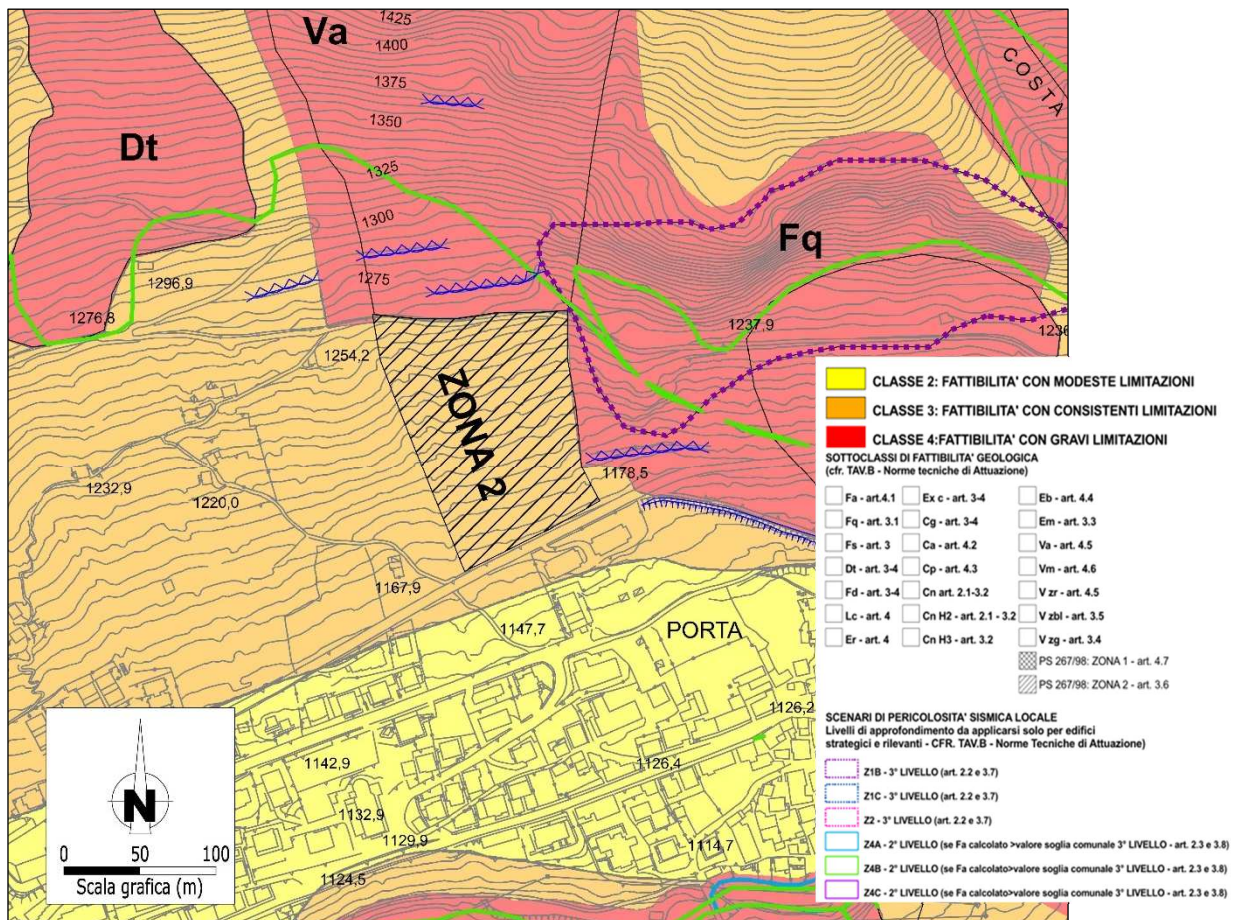 1425
Va
1400
COSTA
1375
1350
Dt
1325
1300
Fq
1275
1296,9
1276,8
1237,9
1254,2
ZONA 2
1178,5
1232,9
1220,0
1167,9
1147,7
PORTA
1126,2
1142,9
1126,4
1132,9
1129,9
1114,7
1124,5
N
0 50 100
Scala grafica (m)
CLASSE 2: FATTIBILITA' CON MODESTE LIMITAZIONI
CLASSE 3: FATTIBILITA' CON CONSISTENTI LIMITAZIONI
CLASSE 4:FATTIBILITA' CON GRAVI LIMITAZIONI
SOTTOCLASSI DI FATTIBILITA' GEOLOGICA
(cfr. TAV.B - Norme tecniche di Attuazione)
Fa - art.4.1 Ex c - art. 3-4 Eb - art. 4.4
Fq - art. 3.1 Cg - art. 3-4 Em - art. 3.3
Fs - art. 3 Ca - art. 4.2 Va - art. 4.5
Dt - art. 3-4 Cp - art. 4.3 Vm - art. 4.6
Fd - art. 3-4 Cn art. 2.1-3.2 V zr - art. 4.5
Lc - art. 4 Cn H2 - art. 2.1 - 3.2 V zbl - art. 3.5
Er - art. 4 Cn H3 - art. 3.2 V zg - art. 3.4
PS 267/98: ZONA 1 - art. 4.7
PS 267/98: ZONA 2 - art. 3.6
SCENARI DI PERICOLOSITA' SISMICA LOCALE
Livelli di approfondimento da applicarsi solo per edifici
strategici e rilevanti - CFR. TAV.B - Norme Tecniche di Attuazione)
Z1B - 3° LIVELLO (art. 2.2 e 3.7)
Z1C - 3° LIVELLO (art. 2.2 e 3.7)
Z2 - 3° LIVELLO (art. 2.2 e 3.7)
Z4A - 2° LIVELLO (se Fa calcolato >valore soglia comunale 3° LIVELLO - art. 2.3 e 3.8)
Z4B - 2° LIVELLO (se Fa calcolato>valore soglia comunale 3° LIVELLO - art. 2.3 e 3.8)
Z4C - 2° LIVELLO (se Fa calcolato>valore soglia comunale 3° LIVELLO - art. 2.3 e 3.8)